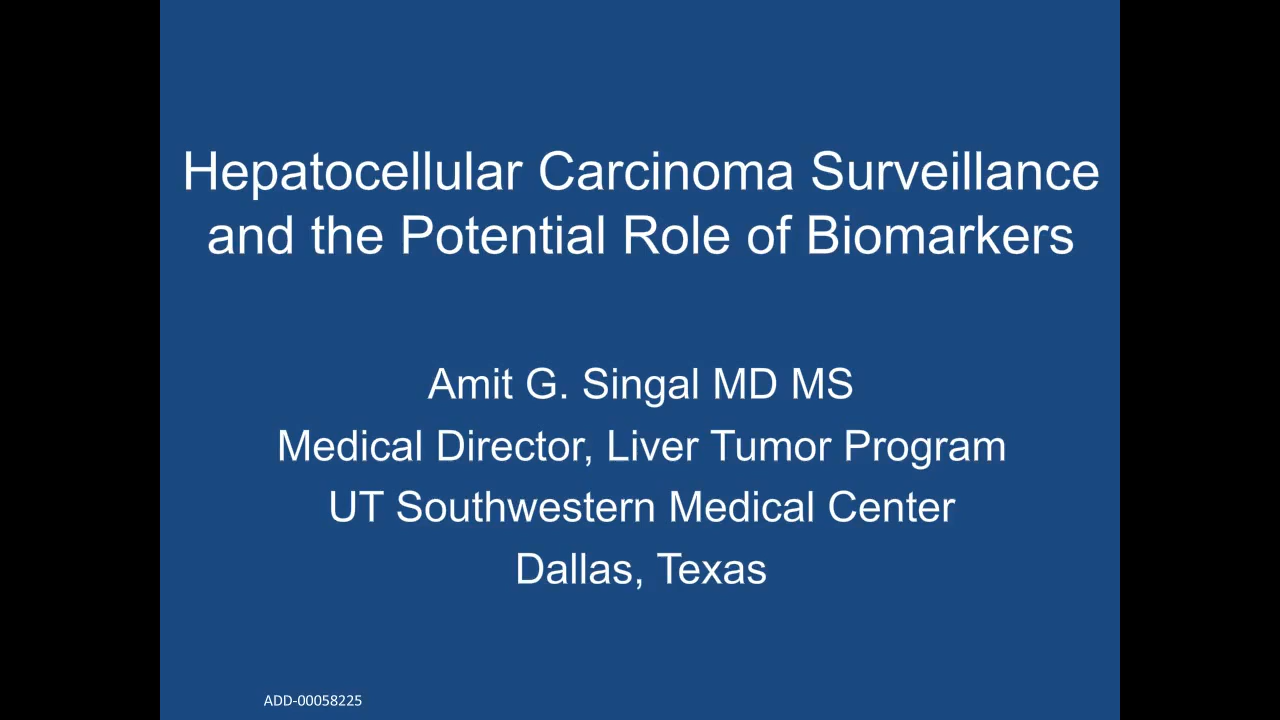 Hepatocellular Carcinoma Surveillance
and the Potential Role of Biomarkers
Amit G. Singal MD MS
Medical Director, Liver Tumor Program
UT Southwestern Medical Center
Dallas, Texas
ADD-00058225